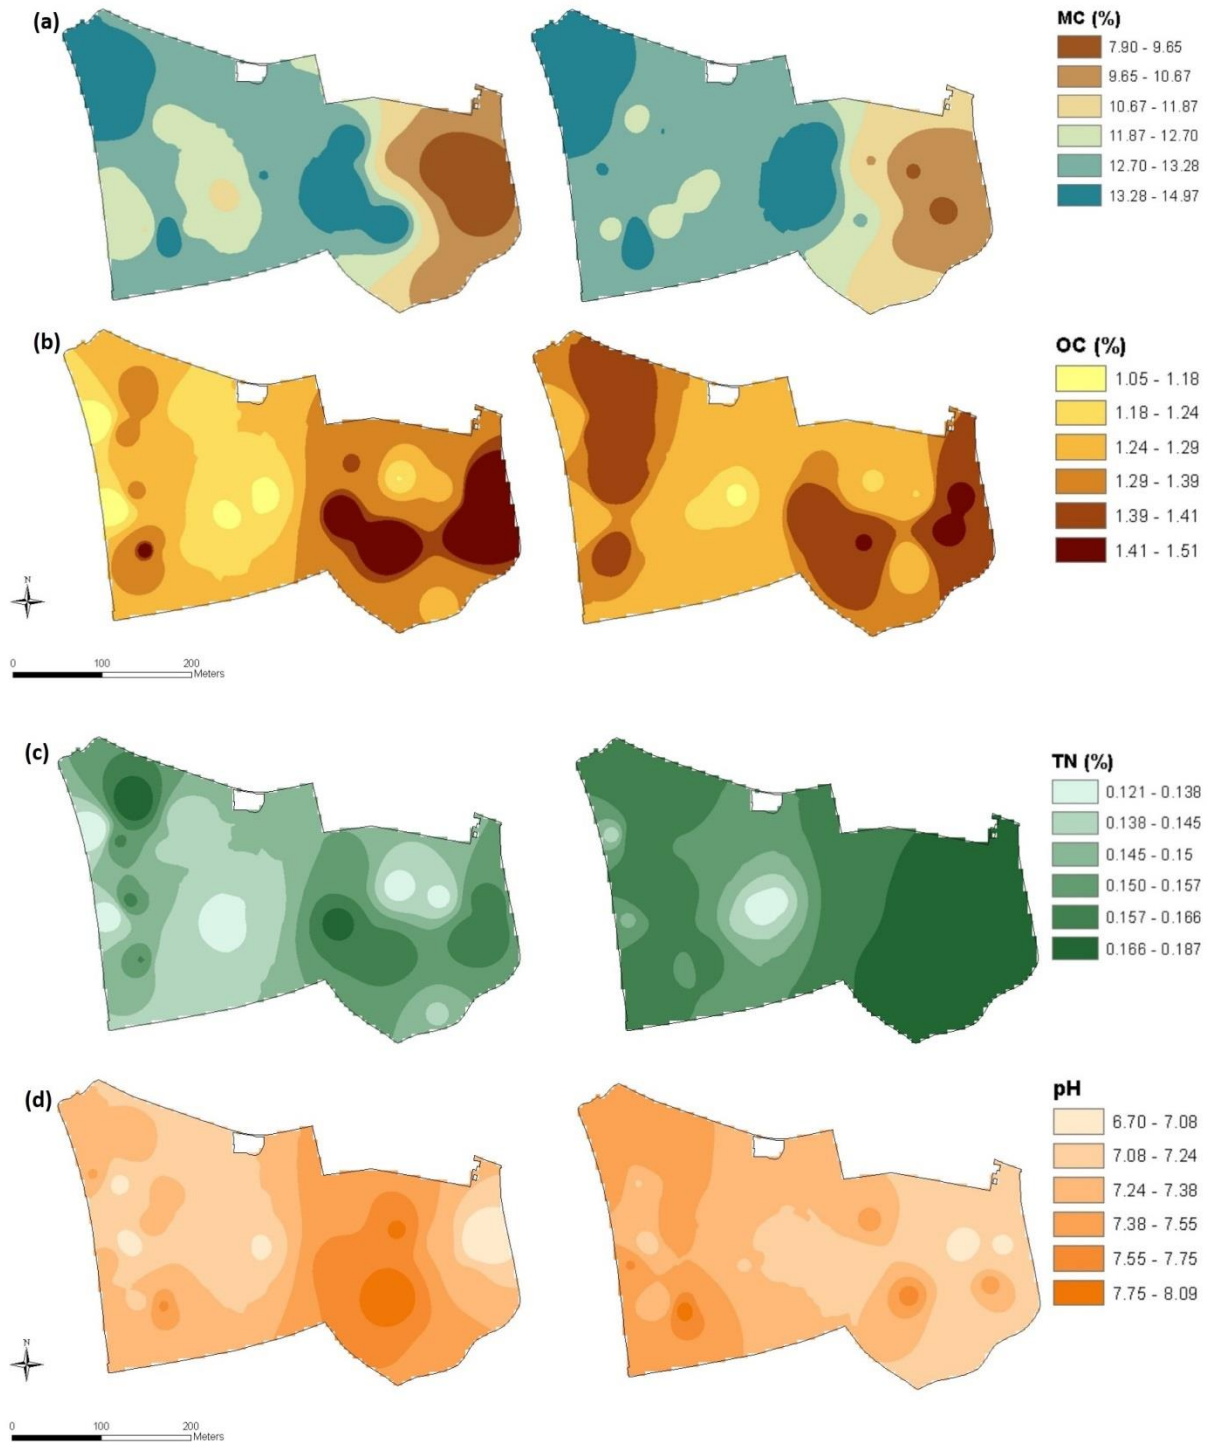 (a)
MC (%)
7.90 - 9.65
9.65 - 10.67
10.67 - 11.87
11.87 - 12.70
12.70 - 13.28
13.28 - 14.97
(b)
OC (%)
1.05 - 1.18
1.18 - 1.24
1.24 - 1.29
1.29 - 1.39
1.39 - 1.41
1.41 - 1.51
N
0 100 200
Meters
(c)
TN (%)
0.121 - 0.138
0.138 - 0.145
0.145 - 0.15
0.150 - 0.157
0.157 - 0.166
0.166 - 0.187
(d)
pH
6.70 - 7.08
7.08 - 7.24
7.24 - 7.38
7.38 - 7.55
7.55 - 7.75
7.75 - 8.09
N
0 100 200
Meters